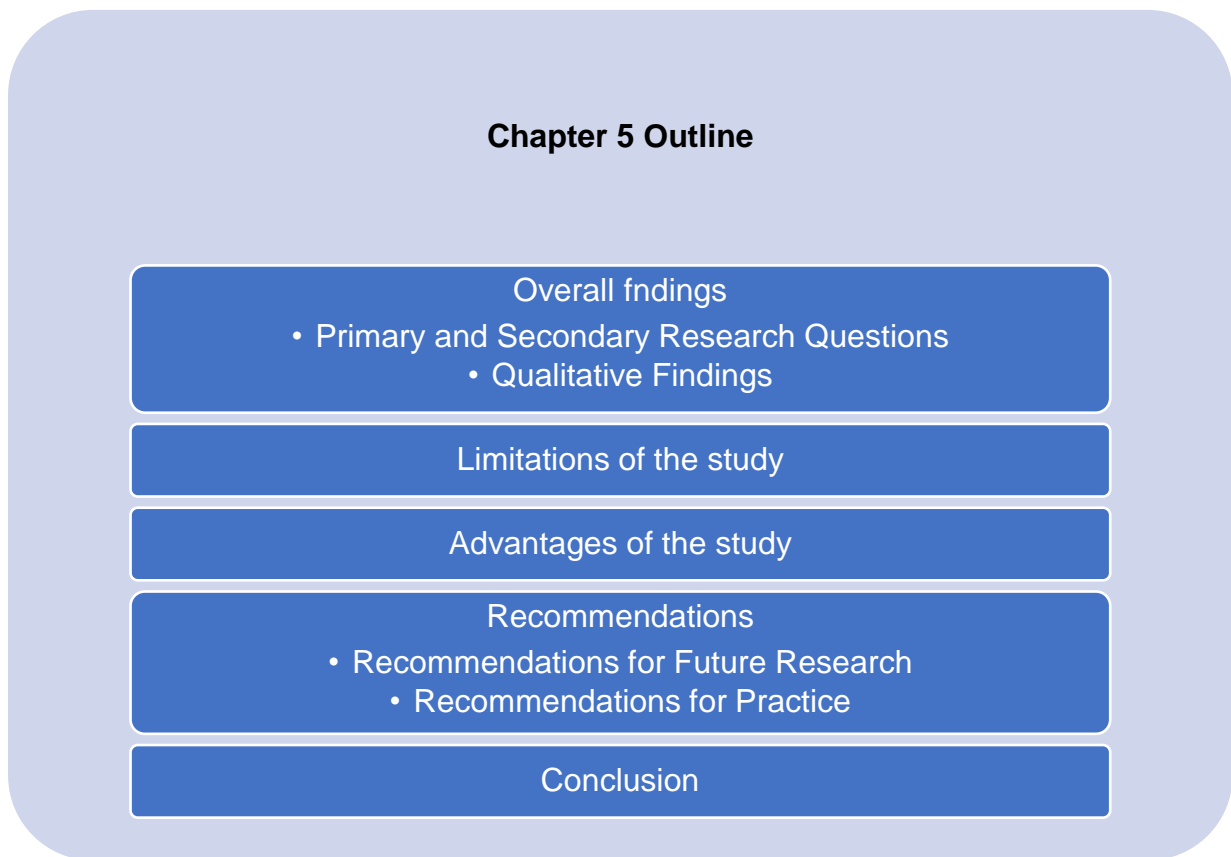 Chapter 5 Outline
Overall fndings
• Primary and Secondary Research Questions
• Qualitative Findings
Limitations of the study
Advantages of the study
Recommendations
• Recommendations for Future Research
• Recommendations for Practice
Conclusion